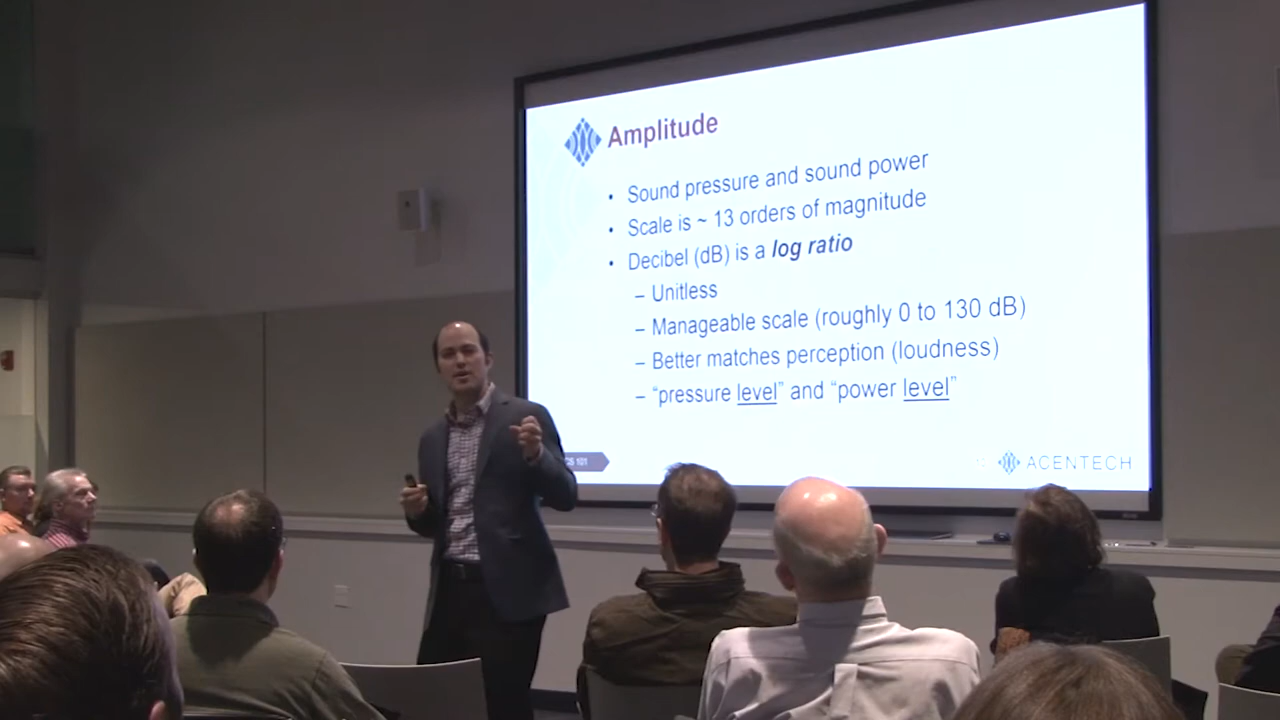 Amplitude
• Sound pressure and sound power
• Scale is ~ 13 orders of magnitude
• Decibel (dB) is a log ratio
– Unitless
– Manageable scale (roughly 0 to 130 dB)
– Better matches perception (loudness)
– “pressure level” and “power level”
101
ACENTECH